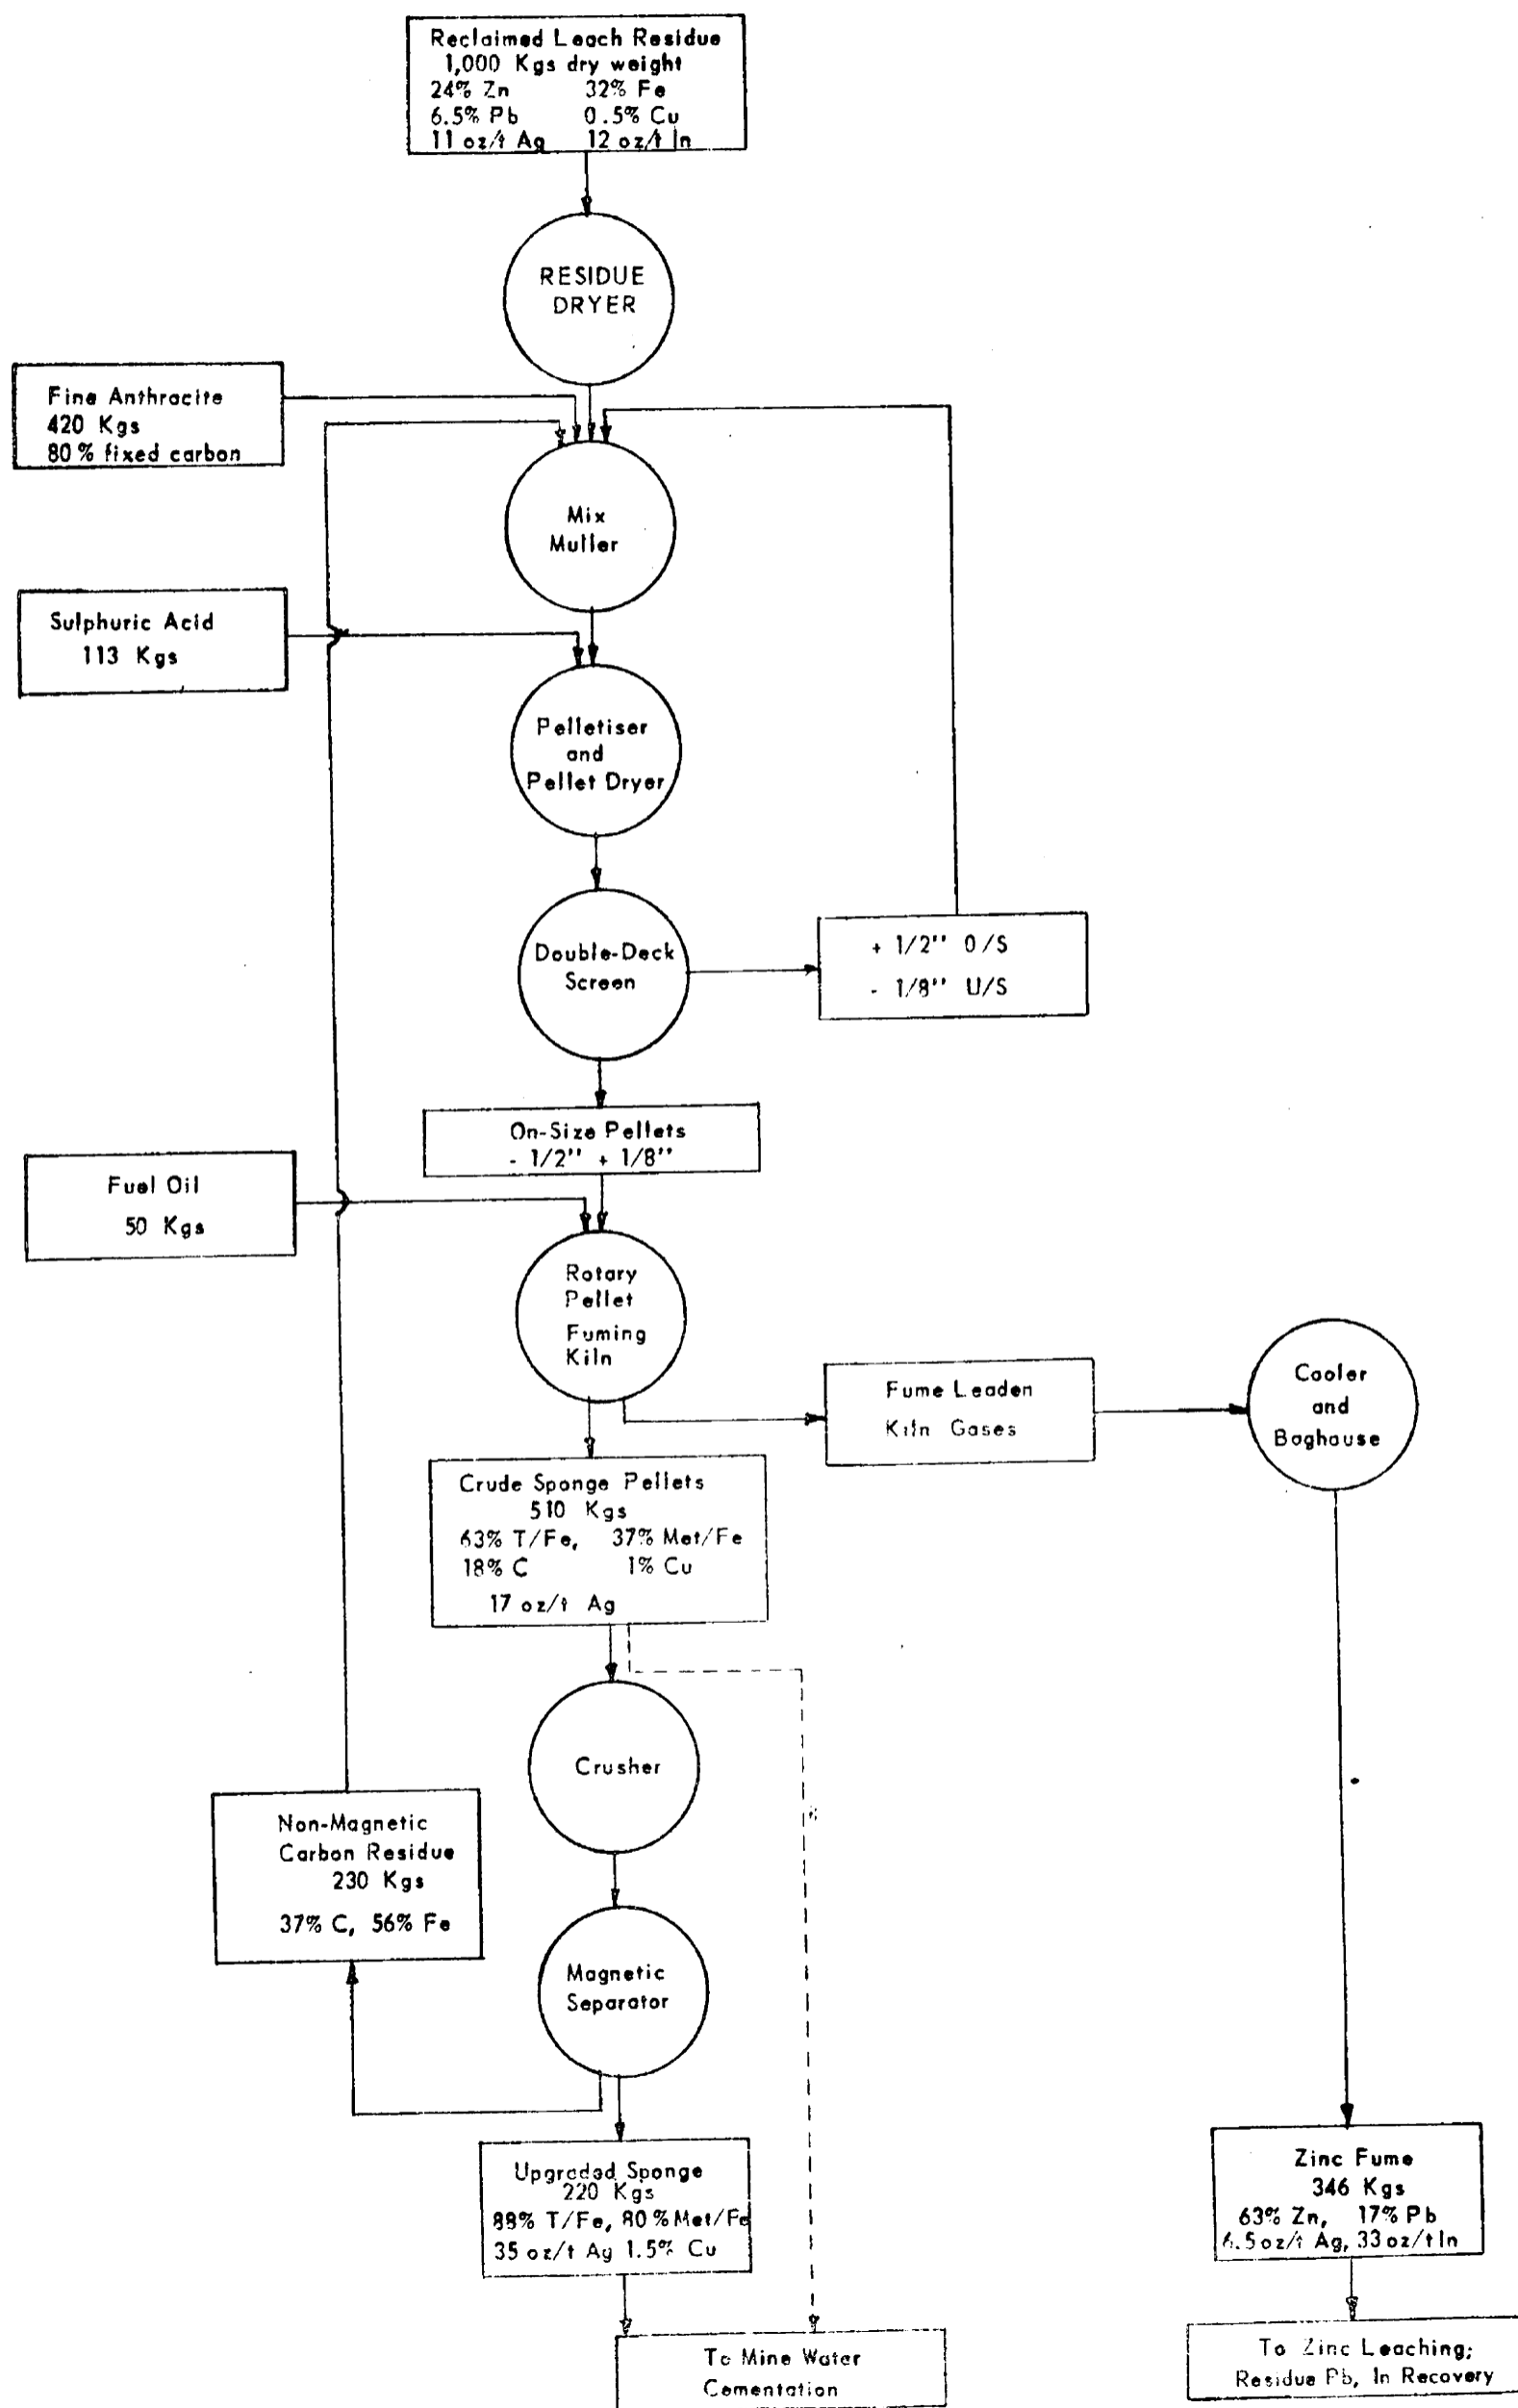 Reclaimed Leach Residue
1,000 Kgs dry weight
24% Zn 32% Fe
6.5% Pb 0.5% Cu
11 oz/t Ag 12 oz/t In
RESIDUE
DRYER
Fine Anthracite
420 Kgs
80% fixed carbon
Mix
Muller
Sulphuric Acid
113 Kgs
Pelletiser
and
Pellet Dryer
Double-Deck
Screen
+ 1/2'' O/S
- 1/8'' U/S
On-Size Pellets
- 1/2'' + 1/8''
Fuel Oil
50 Kgs
Rotary
Pellet
Fuming
Kiln
Fume Leaden
Kiln Gases
Cooler
and
Baghause
Crude Sponge Pellets
510 Kgs
63% T/Fe, 37% Met/Fe
18% C 1% Cu
17 oz/t Ag
Crusher
Non-Magnetic
Carbon Residue
230 Kgs
37% C, 56% Fe
Magnetic
Separator
Upgraded Sponge
220 Kgs
88% T/Fe, 80% Met/Fe
35 oz/t Ag 1.5% Cu
Zinc Fume
346 Kgs
63% Zn, 17% Pb
6.5 oz/t Ag, 33 oz/t In
To Mine Water
Cementation
To Zinc Leaching;
Residue Pb, In Recovery